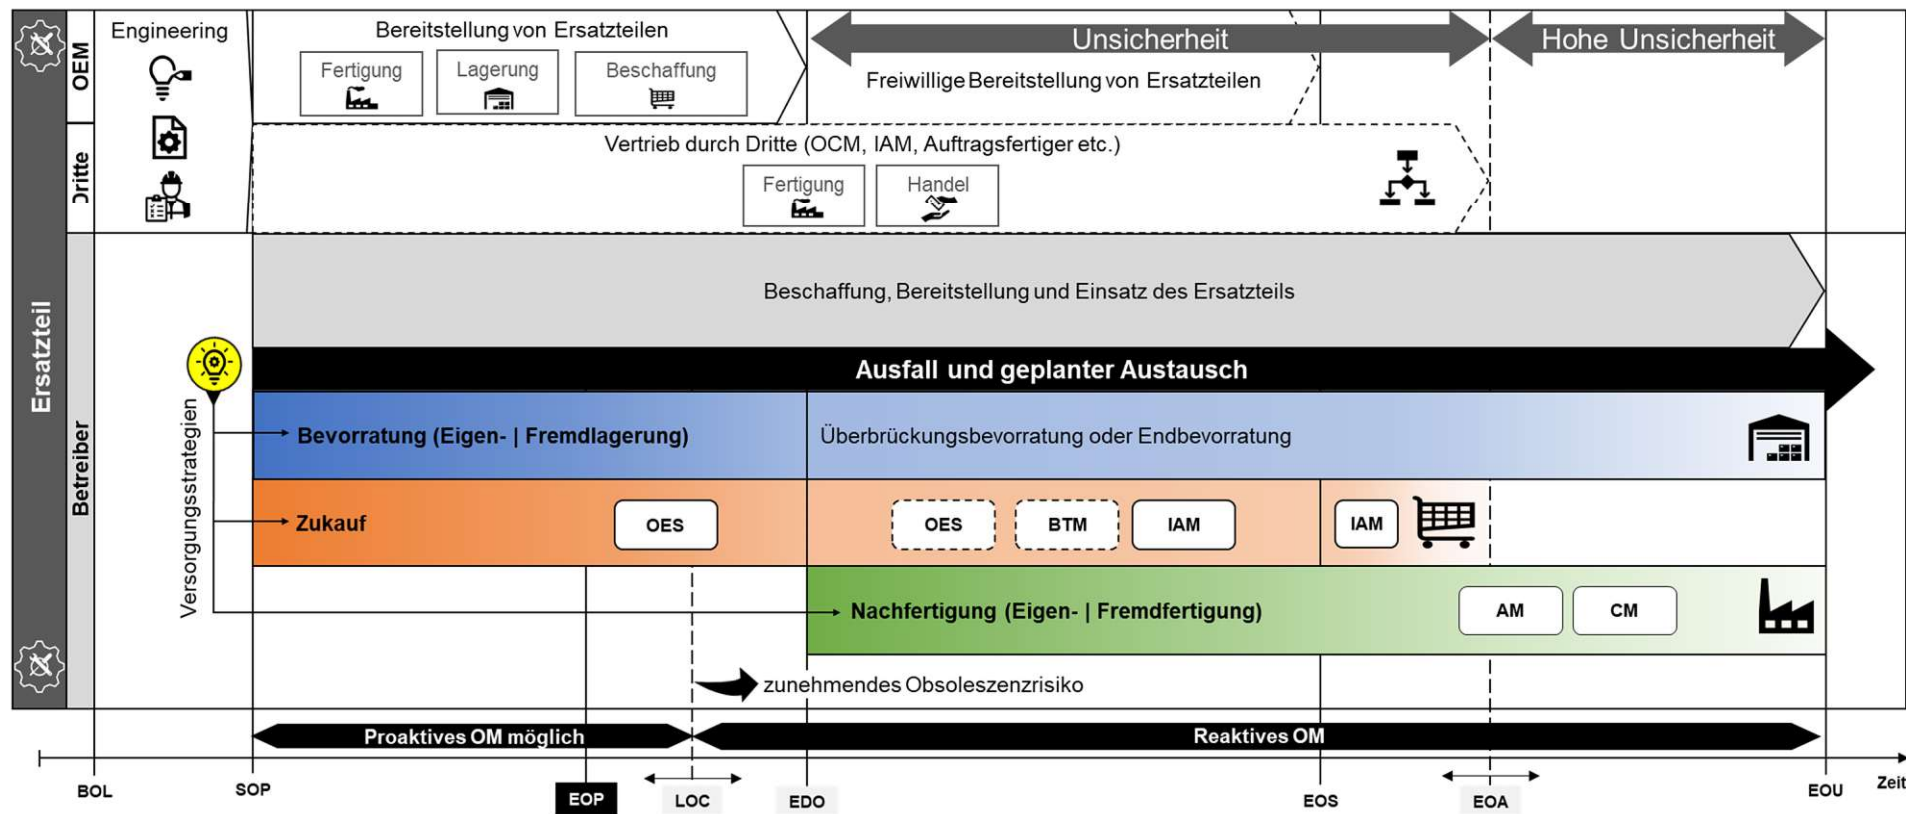 Ersatzteil
OEM
Dritte
Betreiber
Engineering
Bereitstellung von Ersatzteilen
Fertigung
Lagerung
Beschaffung
Unsicherheit
Hohe Unsicherheit
Freiwillige Bereitstellung von Ersatzteilen
Vertrieb durch Dritte (OCM, IAM, Auftragsfertiger etc.)
Fertigung
Handel
Beschaffung, Bereitstellung und Einsatz des Ersatzteils
Ausfall und geplanter Austausch
Versorgungsstrategien
Bevorratung (Eigen- | Fremdlagerung)
Überbrückungsbevorratung oder Endbevorratung
Zukauf
OES
OES
BTM
IAM
IAM
Nachfertigung (Eigen- | Fremdfertigung)
AM
CM
zunehmendes Obsoleszenzrisiko
Proaktives OM möglich
Reaktives OM
BOL
SOP
EOP
LOC
EDO
EOS
EOA
EOU
Zeit